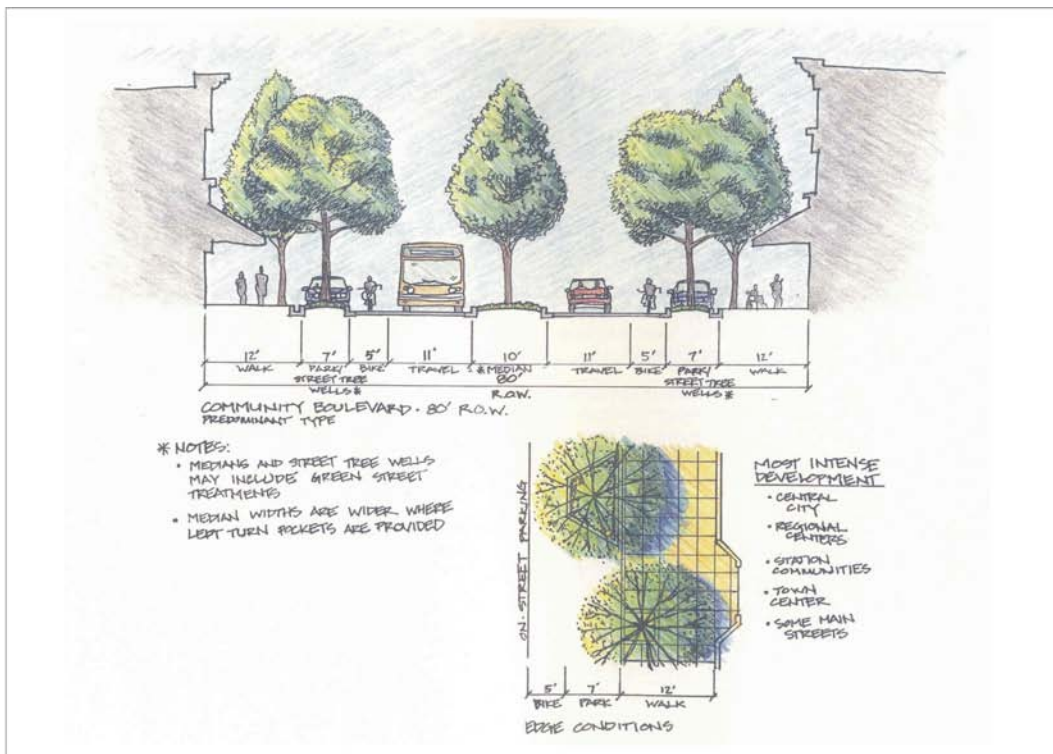 12' 7' 5' 11' 10' 11' 5' 7' 12'
WALK PARK/ BIKE TRAVEL *MEDIAN TRAVEL BIKE PARK/ WALK
STREET TREE 80' STREET TREE
WELLS* R.O.W. WELLS*
COMMUNITY BOULEVARD · 80' R.O.W.
PREDOMINANT TYPE
* NOTES:
• MEDIANS AND STREET TREE WELLS
MAY INCLUDE GREEN STREET
TREATMENTS
• MEDIAN WIDTHS ARE WIDER WHERE
LEFT TURN POCKETS ARE PROVIDED
ON-STREET PARKING
5' 7' 12'
BIKE PARK WALK
EDGE CONDITIONS
MOST INTENSE
DEVELOPMENT
• CENTRAL
CITY
• REGIONAL
CENTERS
• STATION
COMMUNITIES
• TOWN
CENTER
• SOME MAIN
STREETS